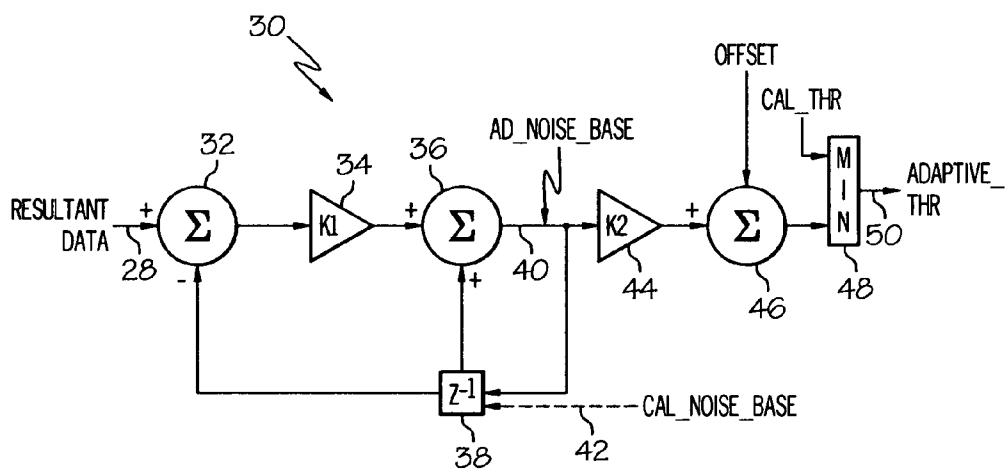 30
OFFSET
CAL_THR
AD_NOISE_BASE
32
34
36
RESULTANT
DATA
+
Σ
K1
+
Σ
K2
+
Σ
MIN
ADAPTIVE_
THR
28
-
+
40
44
46
48
50
Z-1
CAL_NOISE_BASE
38
42